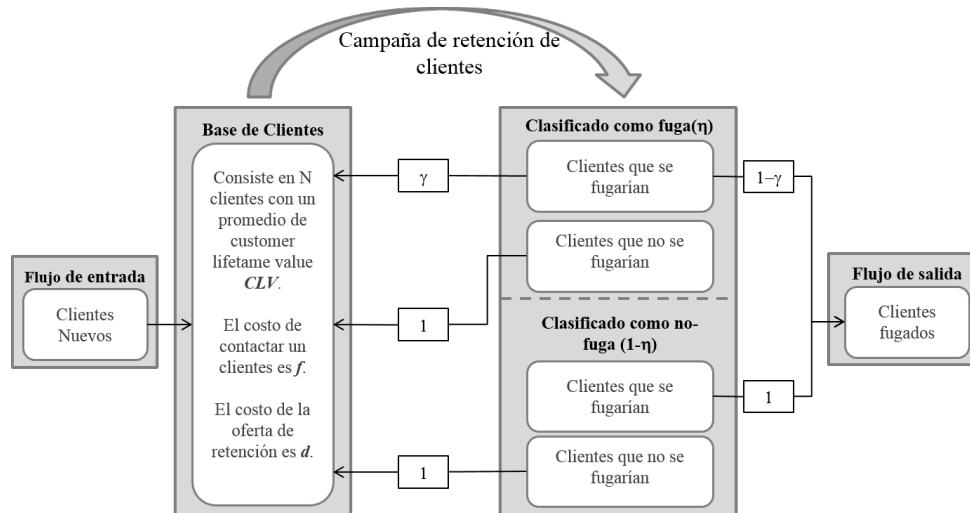 Campaña de retención de
clientes
Flujo de entrada
Clientes
Nuevos
Base de Clientes
Consiste en N
clientes con un
promedio de
customer
lifetame value
CLV.
El costo de
contactar un
clientes es f.
El costo de la
oferta de
retención es d.
γ
1
1
Clasificado como fuga(η)
Clientes que se
fugarían
Clientes que no se
fugarían
Clasificado como no-
fuga (1-η)
Clientes que se
fugarían
Clientes que no se
fugarían
1–γ
1
Flujo de salida
Clientes
fugados